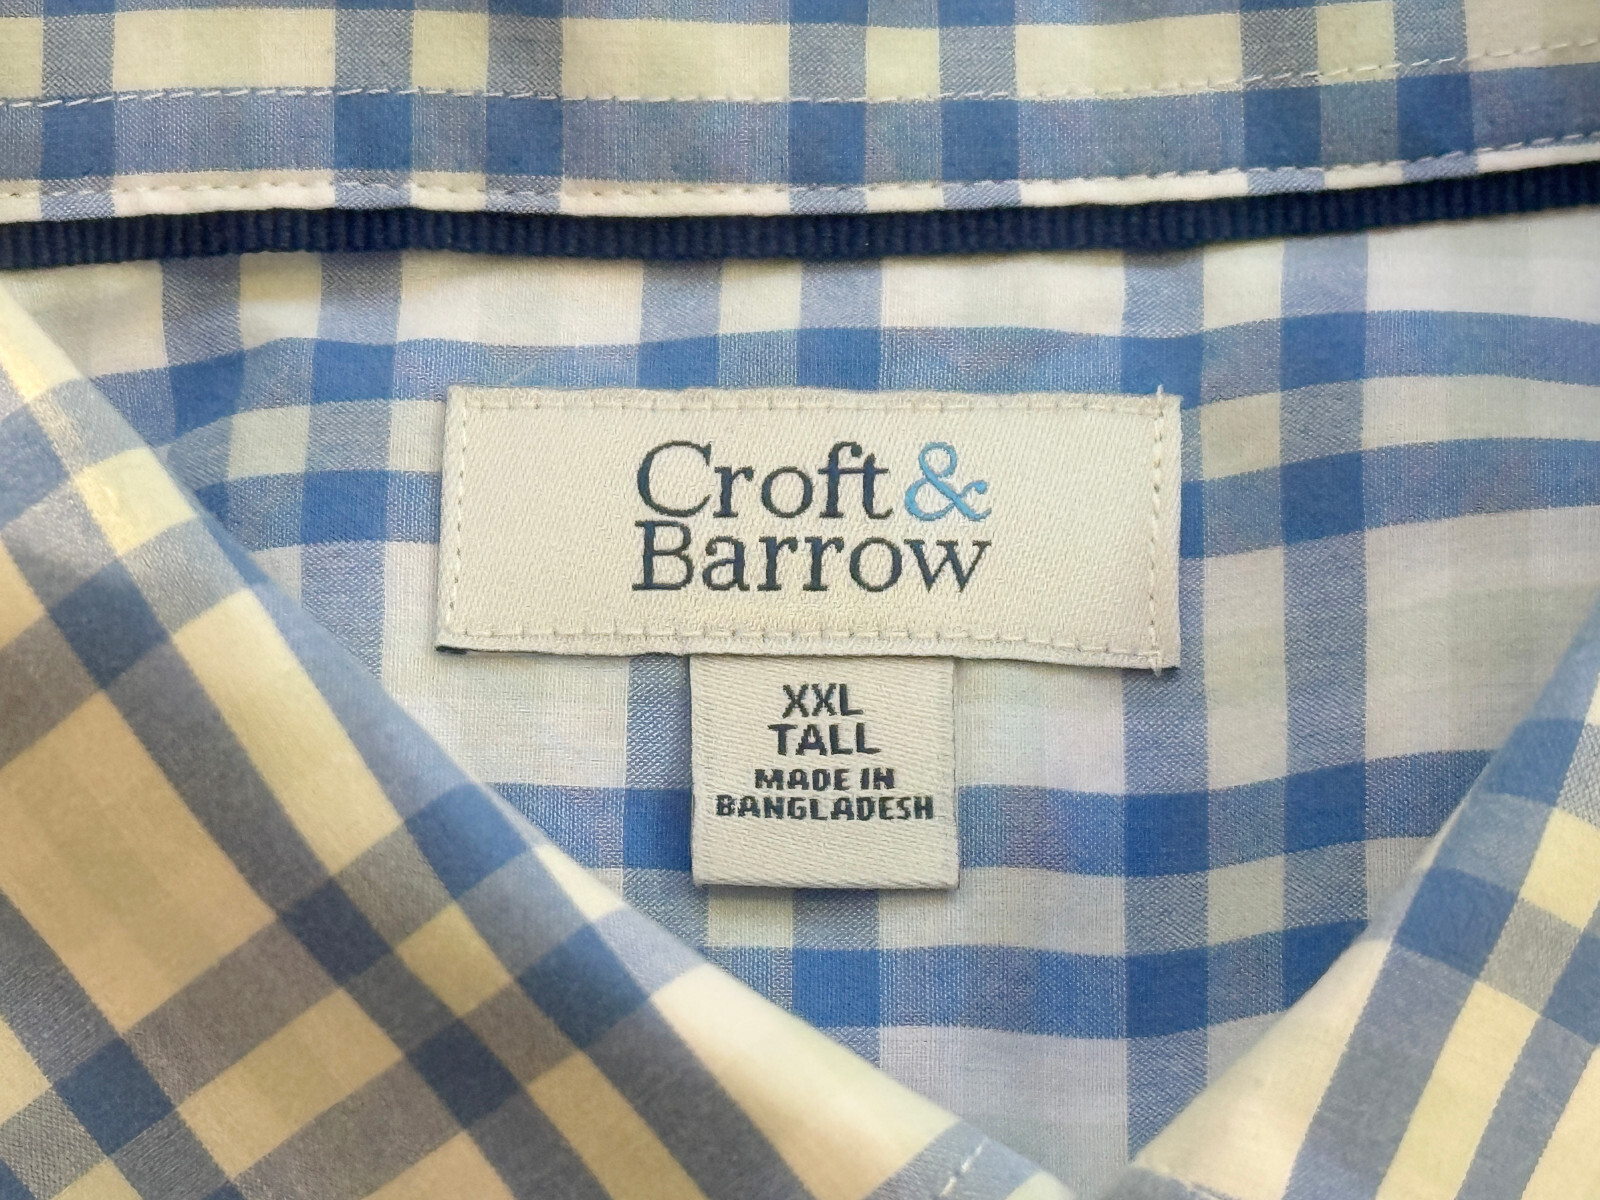 Croft &
Barrow
XXL
TALL
MADE IN
BANGLADESH